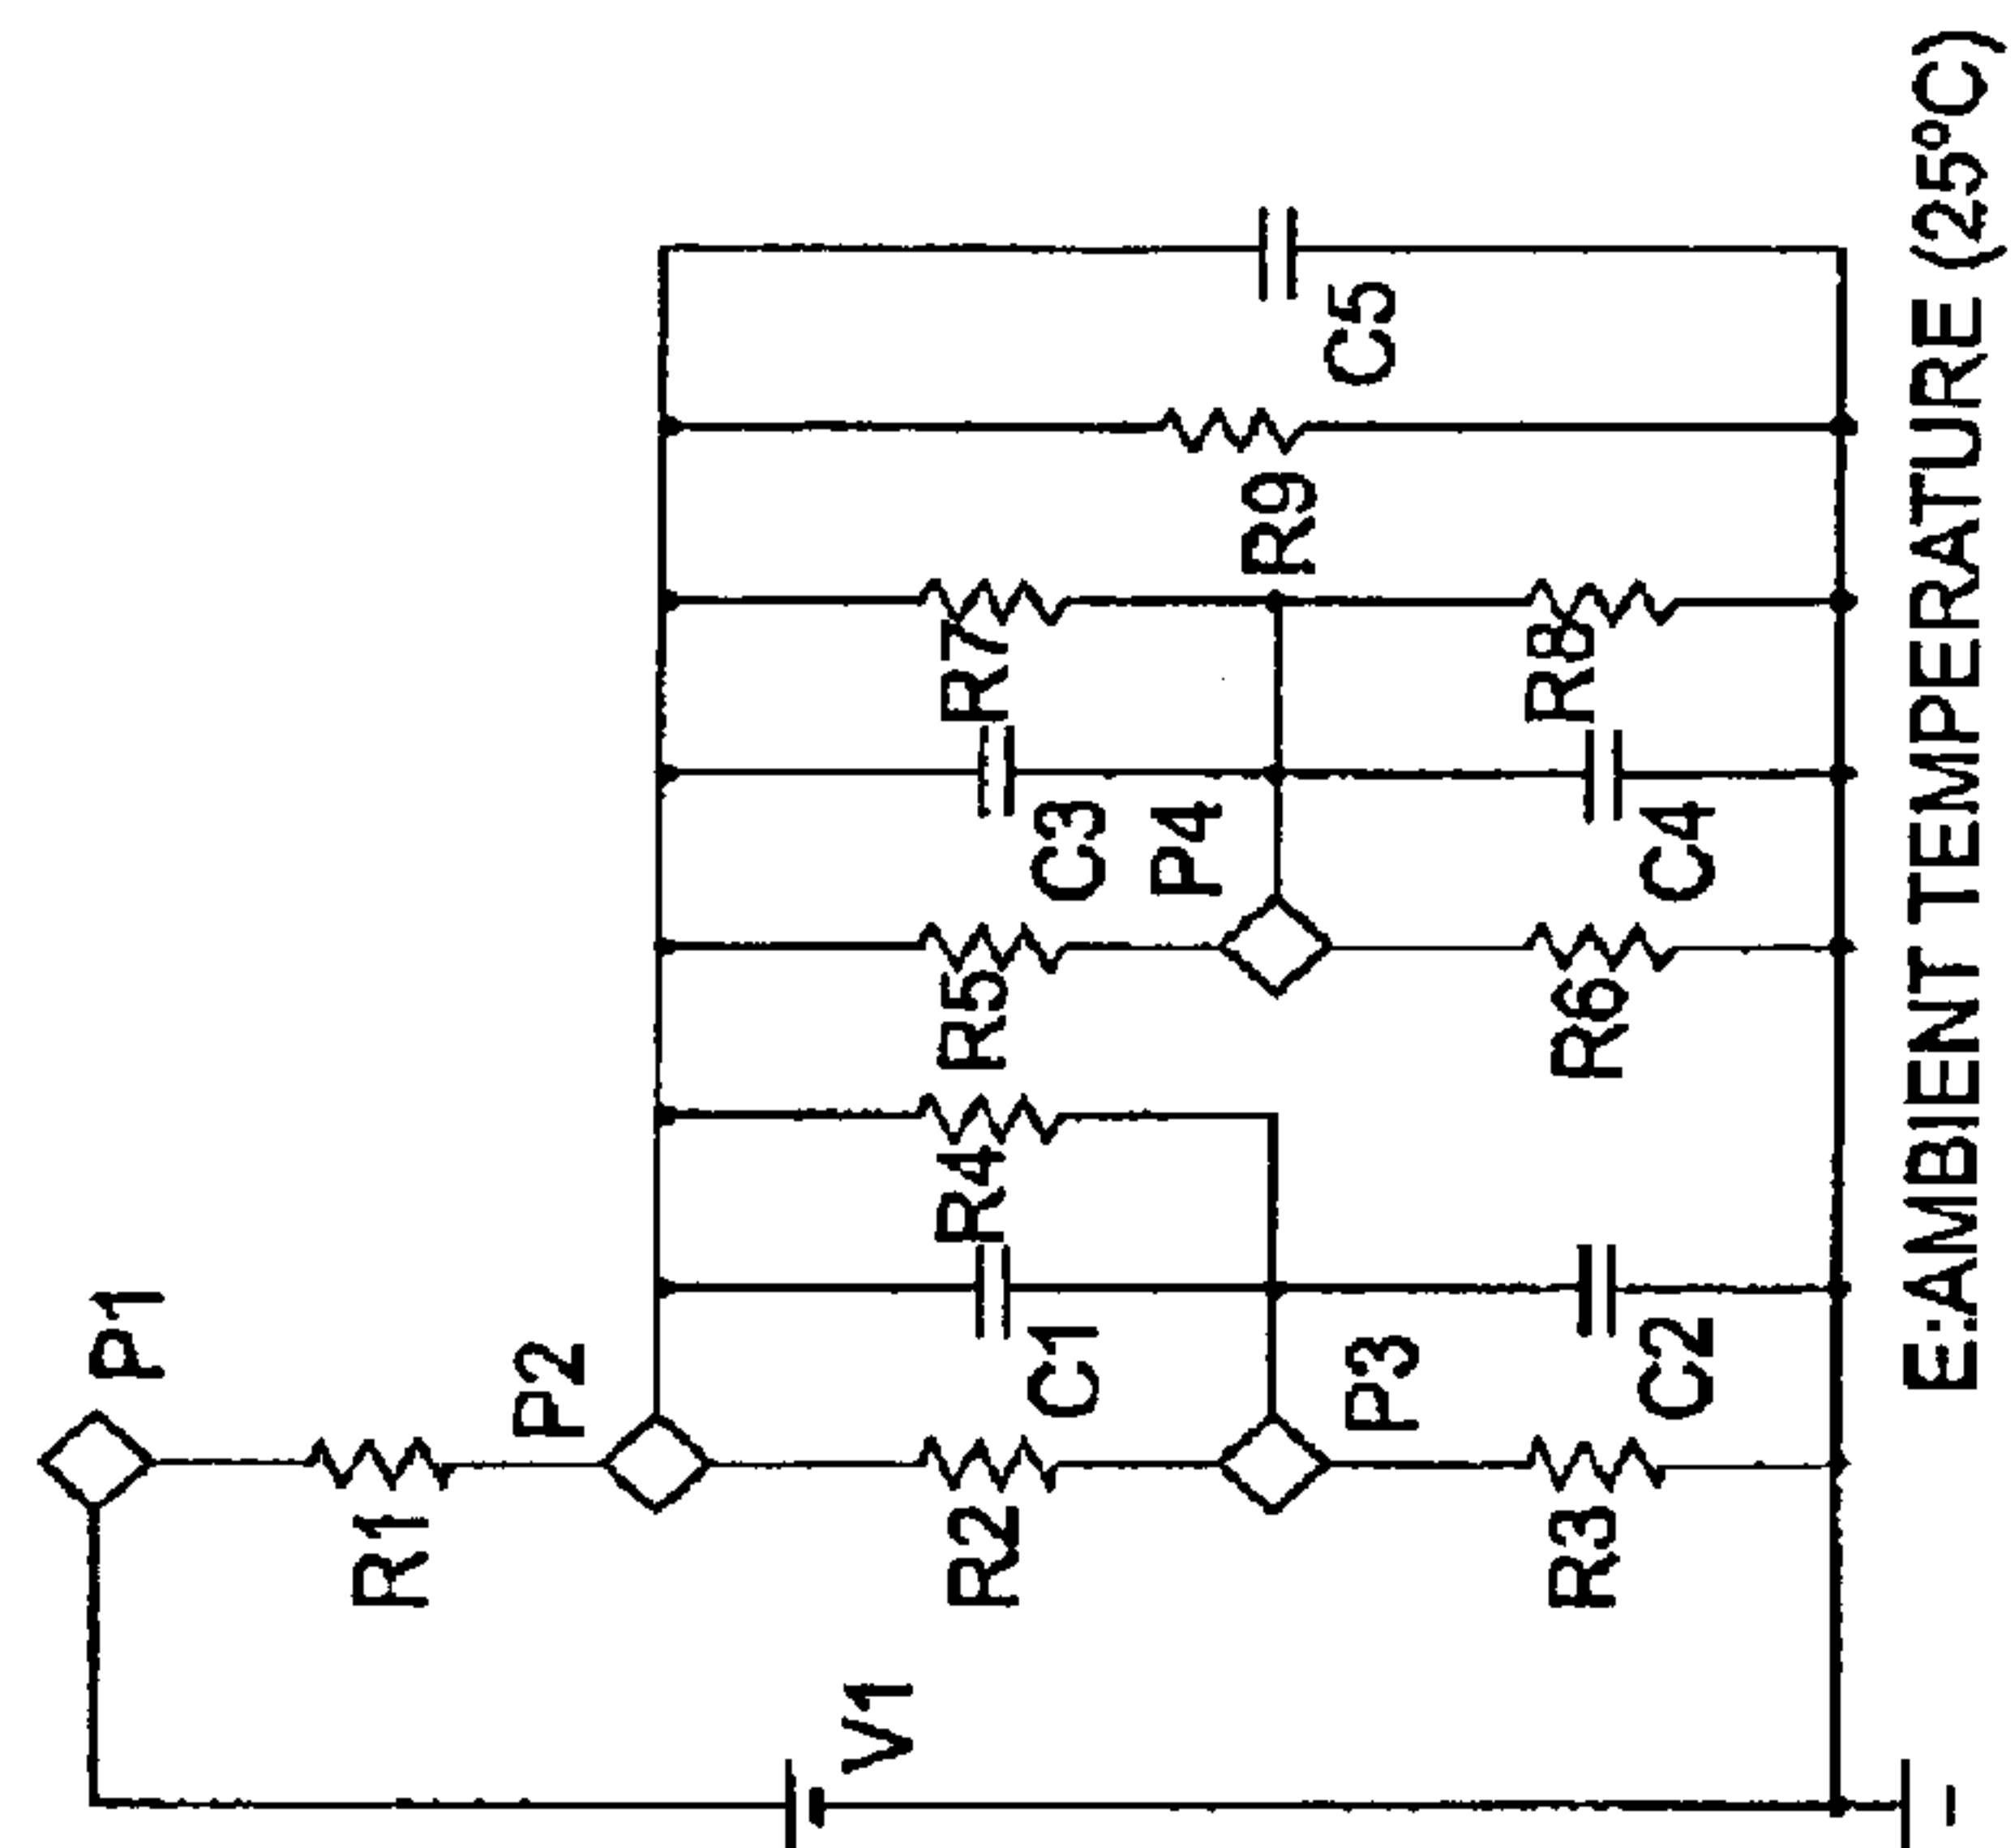 P1
R1
P2
V1
R2
C1
R4
R5
C3
R7
P4
P3
R9
C5
R3
C2
R6
C4
R8
E:AMBIENT TEMPERATURE (25°C)